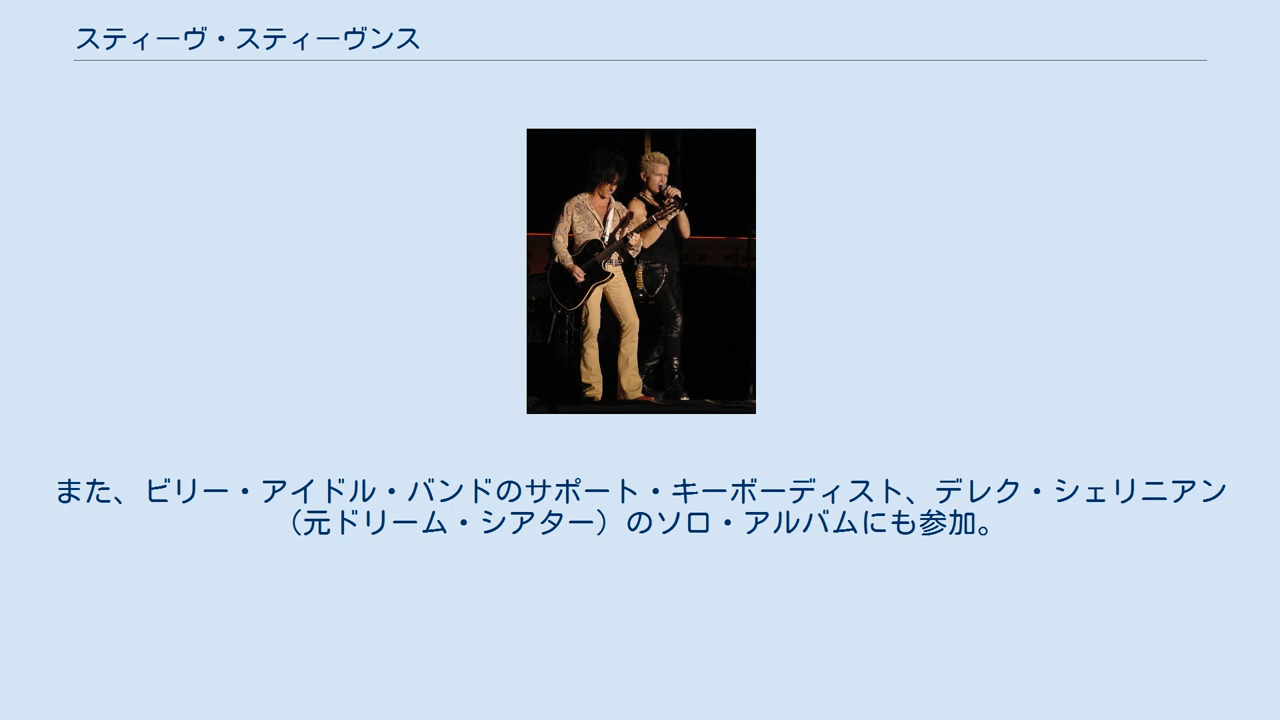 スティーヴ・スティーヴンス
また、ビリー・アイドル・バンドのサポート・キーボーディスト、デレク・シェリニアン
（元ドリーム・シアター）のソロ・アルバムにも参加。